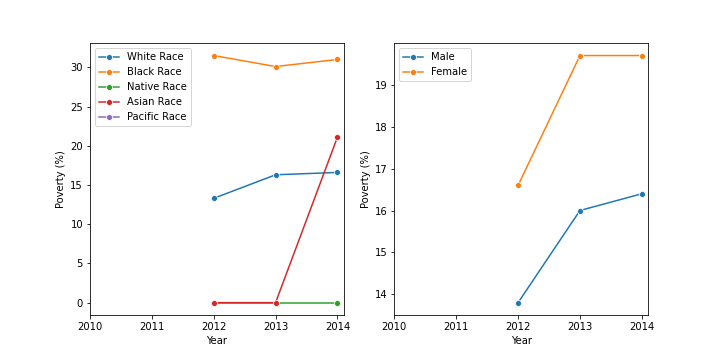 White Race
Black Race
Native Race
Asian Race
Pacific Race
30
25
20
15
10
5
0
Poverty (%)
2010 2011 2012 2013 2014
Year
Male
Female
19
18
17
16
15
14
Poverty (%)
2010 2011 2012 2013 2014
Year